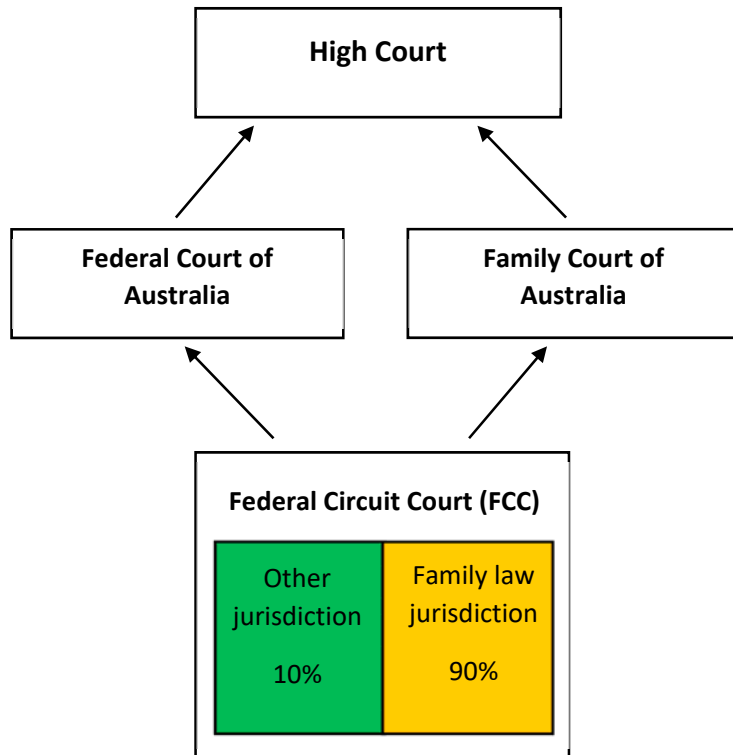 High Court
Federal Court of
Australia
Family Court of
Australia
Federal Circuit Court (FCC)
Other
jurisdiction
10%
Family law
jurisdiction
90%